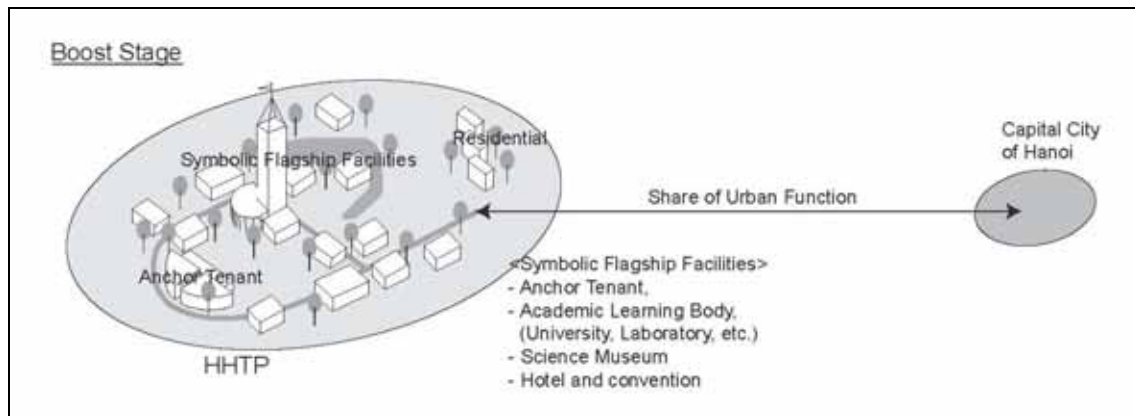 Boost Stage
Symbolic Flagship Facilities
Residential
Anchor Tenant
HHTP
Capital City
of Hanoi
Share of Urban Function
<Symbolic Flagship Facilities>
- Anchor Tenant,
- Academic Learning Body,
(University, Laboratory, etc.)
- Science Museum
- Hotel and convention